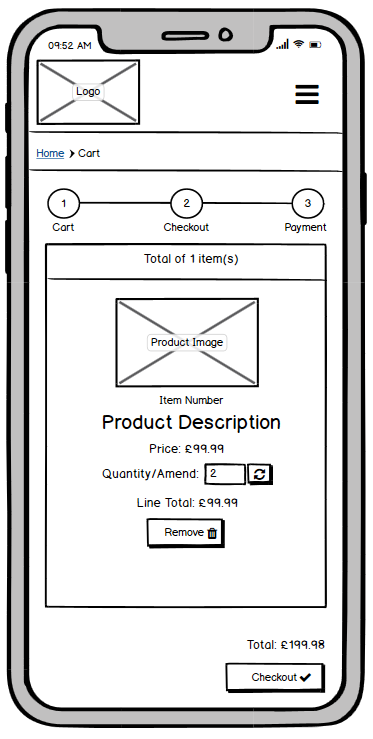 09:52 AM
Logo
Home > Cart
1 2 3
Cart Checkout Payment
Total of 1 item(s)
Product Image
Item Number
Product Description
Price: £99.99
Quantity/Amend: 2
Line Total: £99.99
Remove
Total: £199.98
Checkout